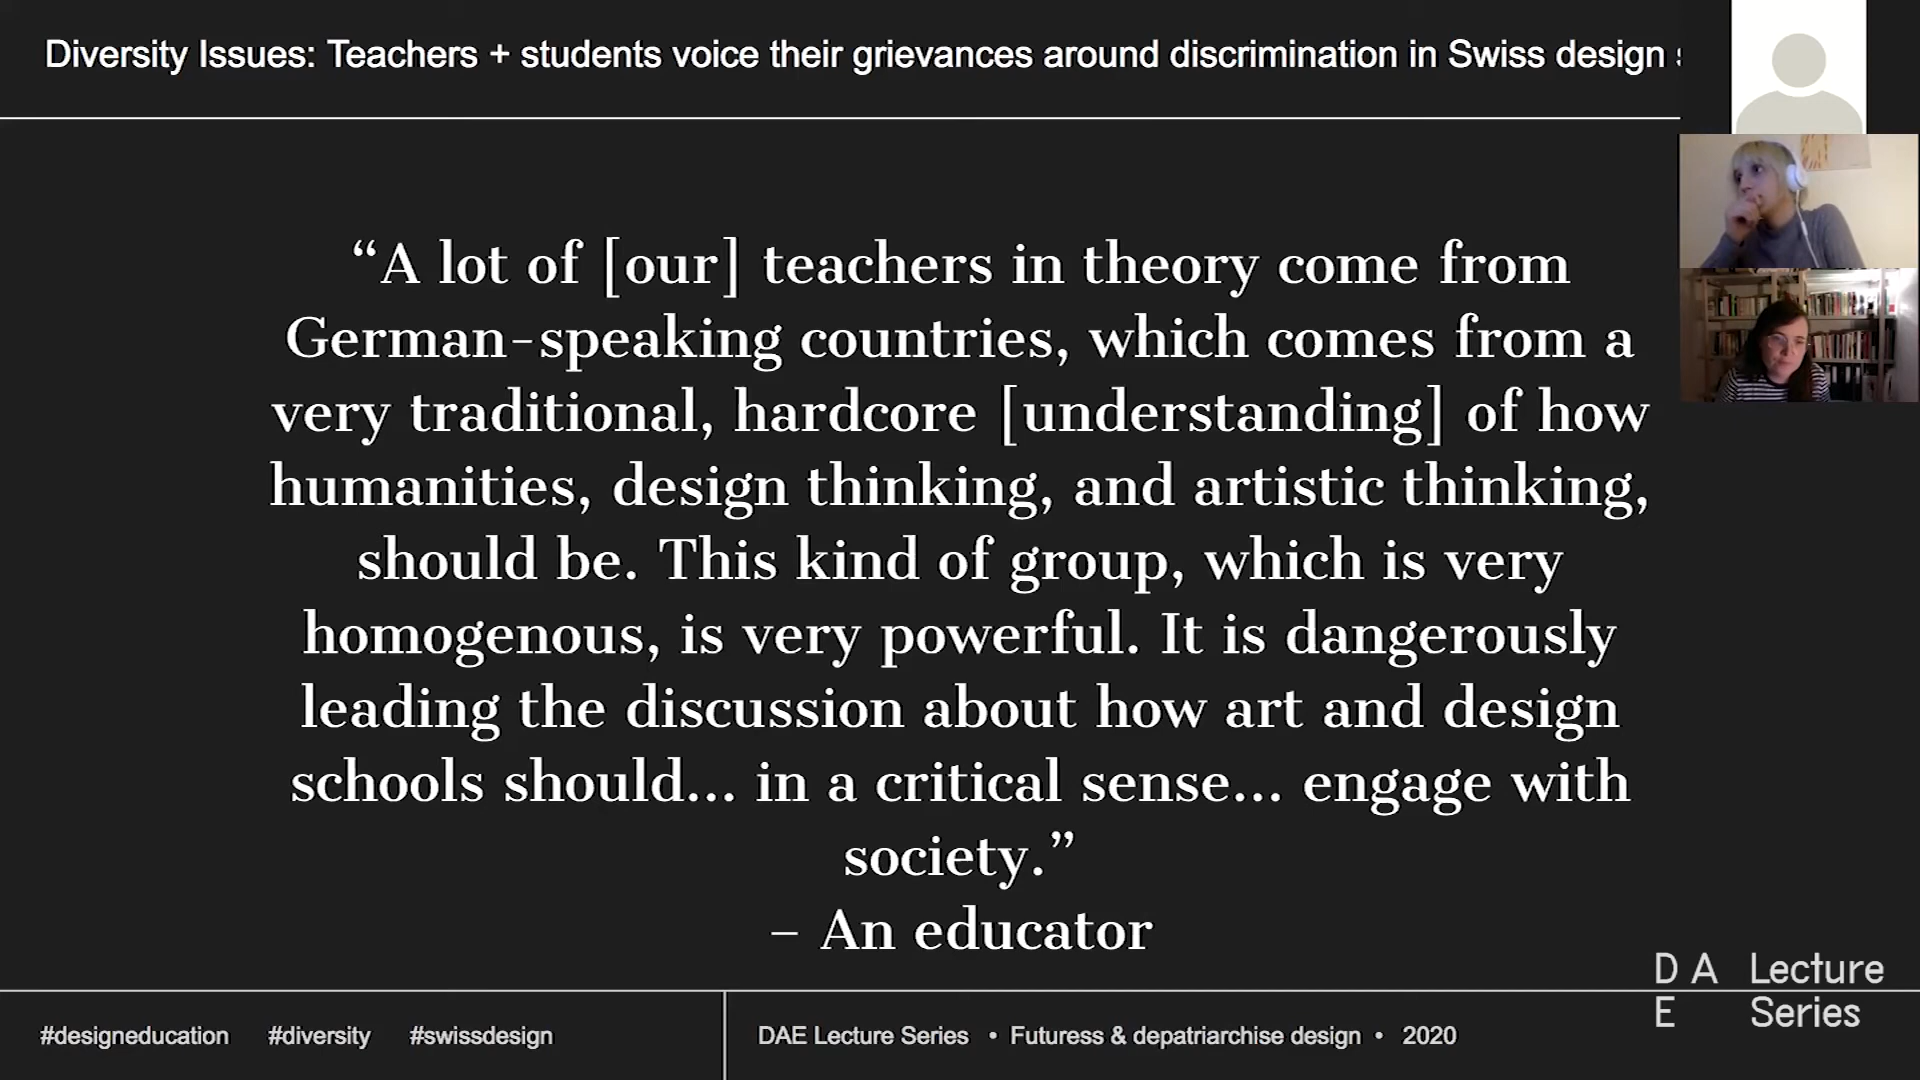 Diversity Issues: Teachers + students voice their grievances around discrimination in Swiss design
“A lot of [our] teachers in theory come from
German-speaking countries, which comes from a
very traditional, hardcore [understanding] of how
humanities, design thinking, and artistic thinking,
should be. This kind of group, which is very
homogenous, is very powerful. It is dangerously
leading the discussion about how art and design
schools should... in a critical sense... engage with
society.”
– An educator
D A Lecture
E Series
#designeducation #diversity #swissdesign
DAE Lecture Series • Futuress & depatriarchise design • 2020